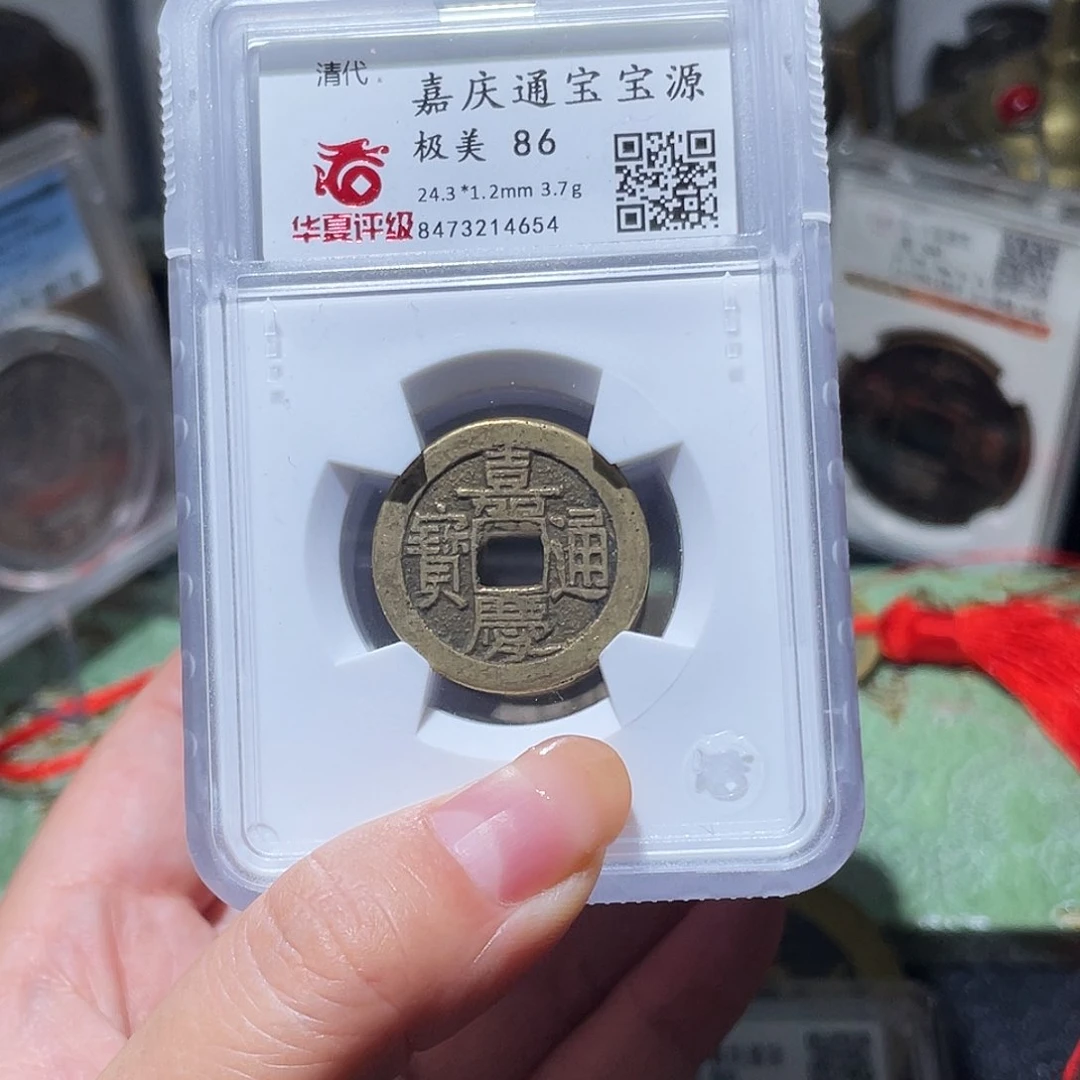 清代
嘉庆通宝宝源
极美 86
24.3*1.2mm 3.7g
华夏评级
8473214654
嘉慶通寶